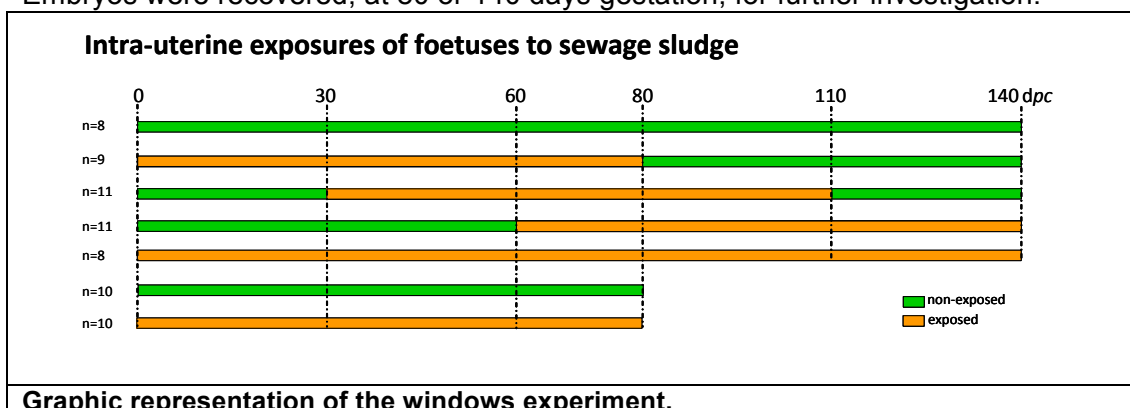 Embryos were recovered, at 80 or 140 days gestation, for further investigation.
Intra-uterine exposures of foetuses to sewage sludge
0 30 60 80 110 140 dpc
n=8
n=9
n=11
n=11
n=8
n=10
n=10
non-exposed
exposed
Graphic representation of the windows experiment.